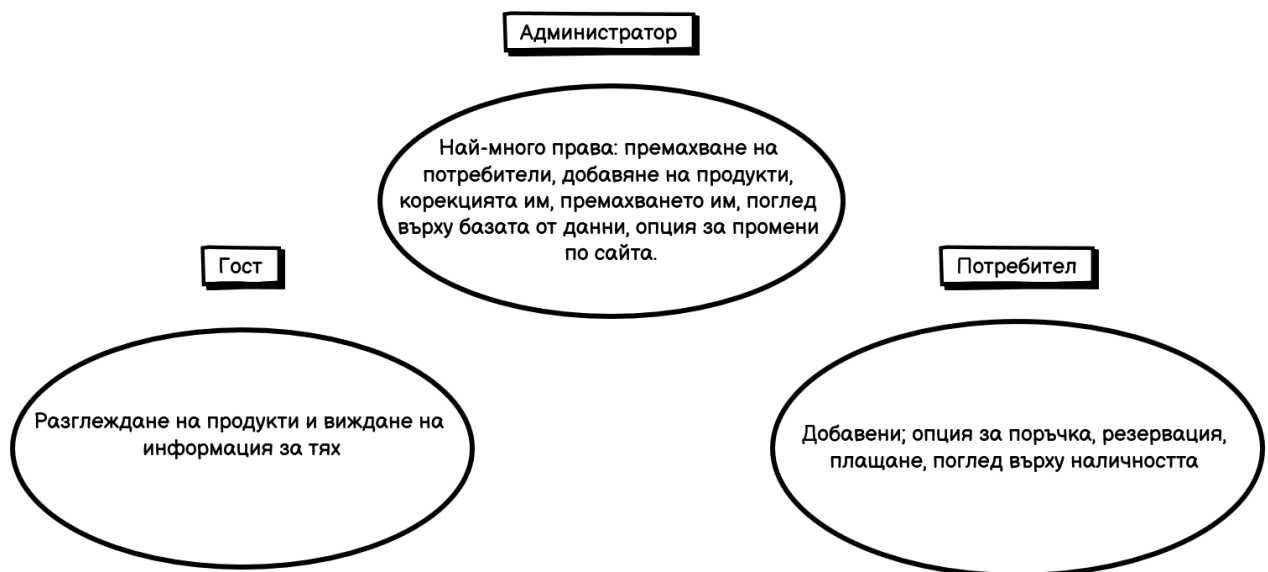 Администратор
Най-много права: премахване на
потребители, добавяне на продукти,
корекцията им, премахването им, поглед
върху базата от данни, опция за промени
по сайта.
Гост
Разглеждане на продукти и виждане на
информация за тях
Потребител
Добавени; опция за поръчка, резервация,
плащане, поглед върху наличността